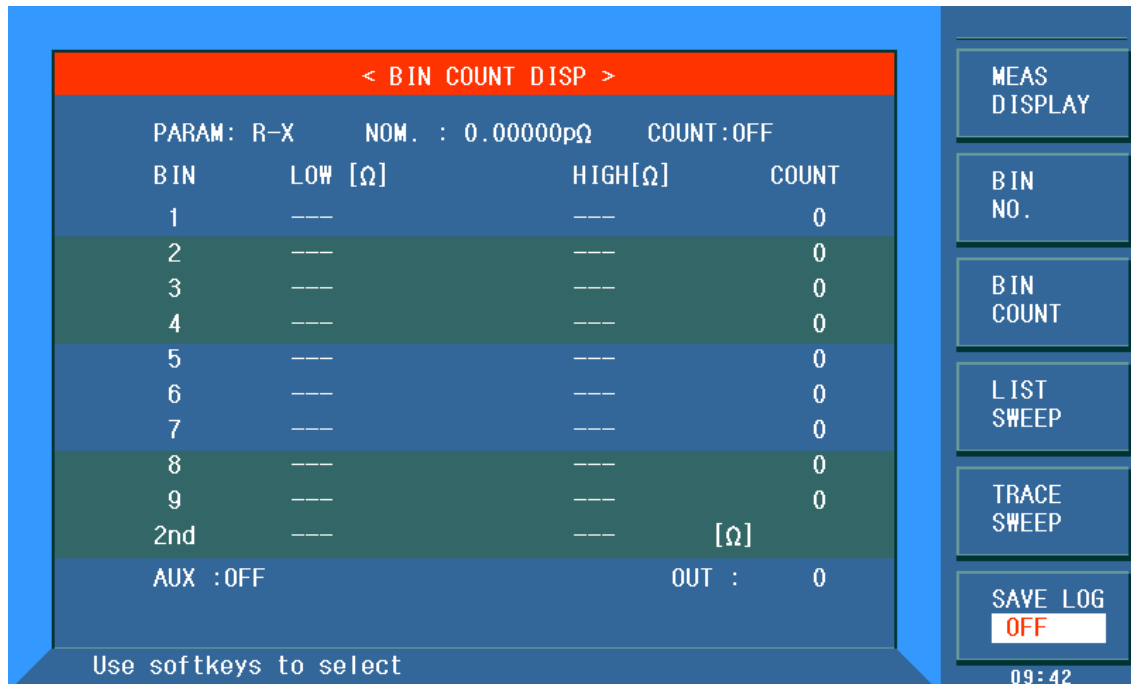 < BIN COUNT DISP >
PARAM: R-X NOM. : 0.00000pΩ COUNT:OFF
BIN LOW [Ω] HIGH[Ω] COUNT
1 --- --- 0
2 --- --- 0
3 --- --- 0
4 --- --- 0
5 --- --- 0
6 --- --- 0
7 --- --- 0
8 --- --- 0
9 --- --- 0
2nd --- --- [Ω]
AUX :OFF OUT : 0
Use softkeys to select
MEAS
DISPLAY
BIN
NO.
BIN
COUNT
LIST
SWEEP
TRACE
SWEEP
SAVE LOG
OFF
09:42